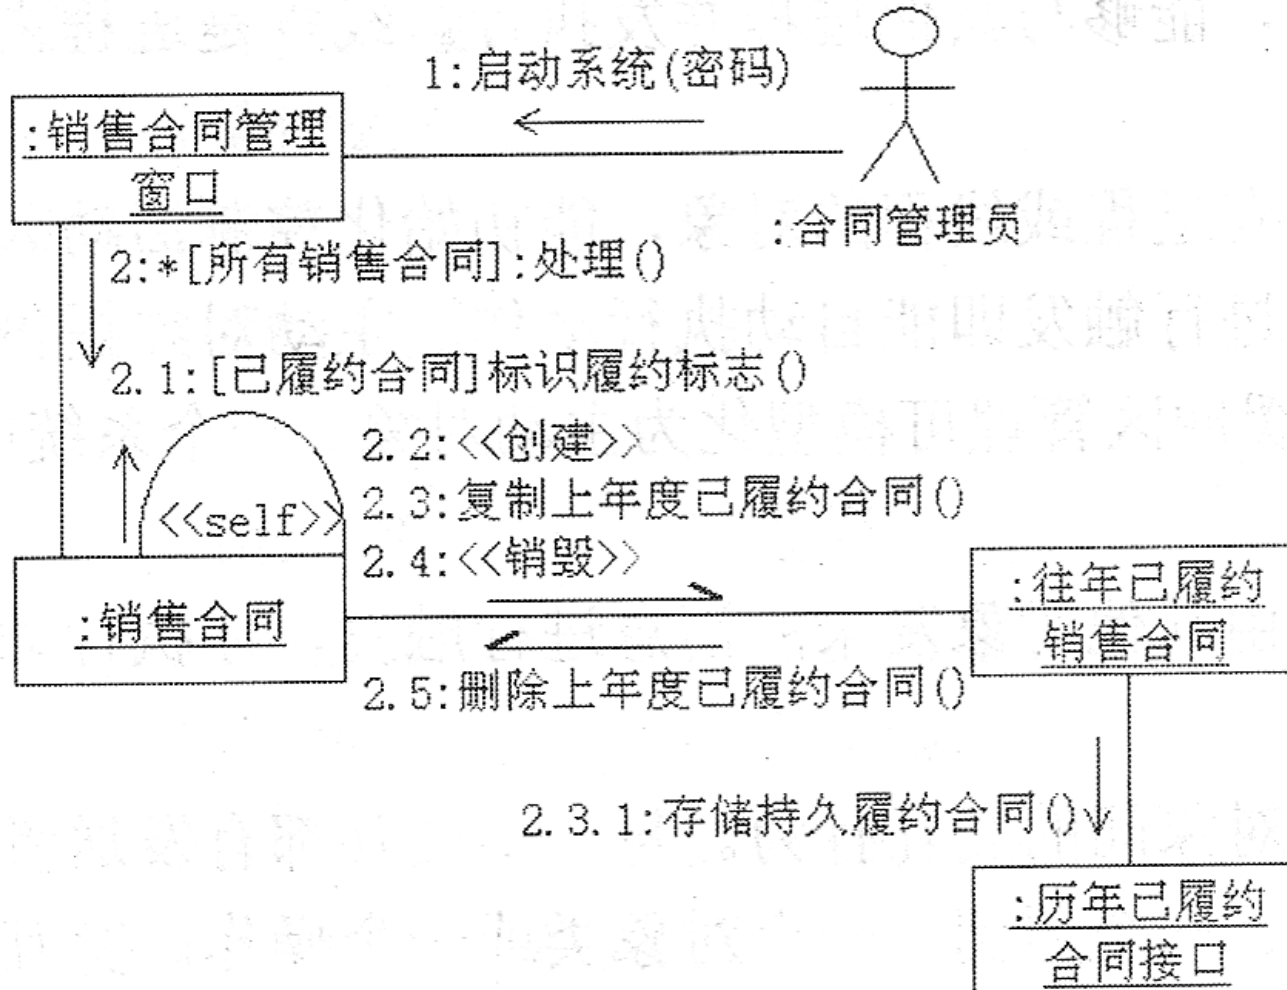 1:启动系统(密码)
:销售合同管理
窗口
:合同管理员
2:*[所有销售合同]:处理()
2.1:[已履约合同]标识履约标志()
2.2:<<创建>>
<<self>>
2.3:复制上年度已履约合同()
2.4:<<销毁>>
:销售合同
:往年已履约
销售合同
2.5:删除上年度已履约合同()
2.3.1:存储持久履约合同()
:历年已履约
合同接口